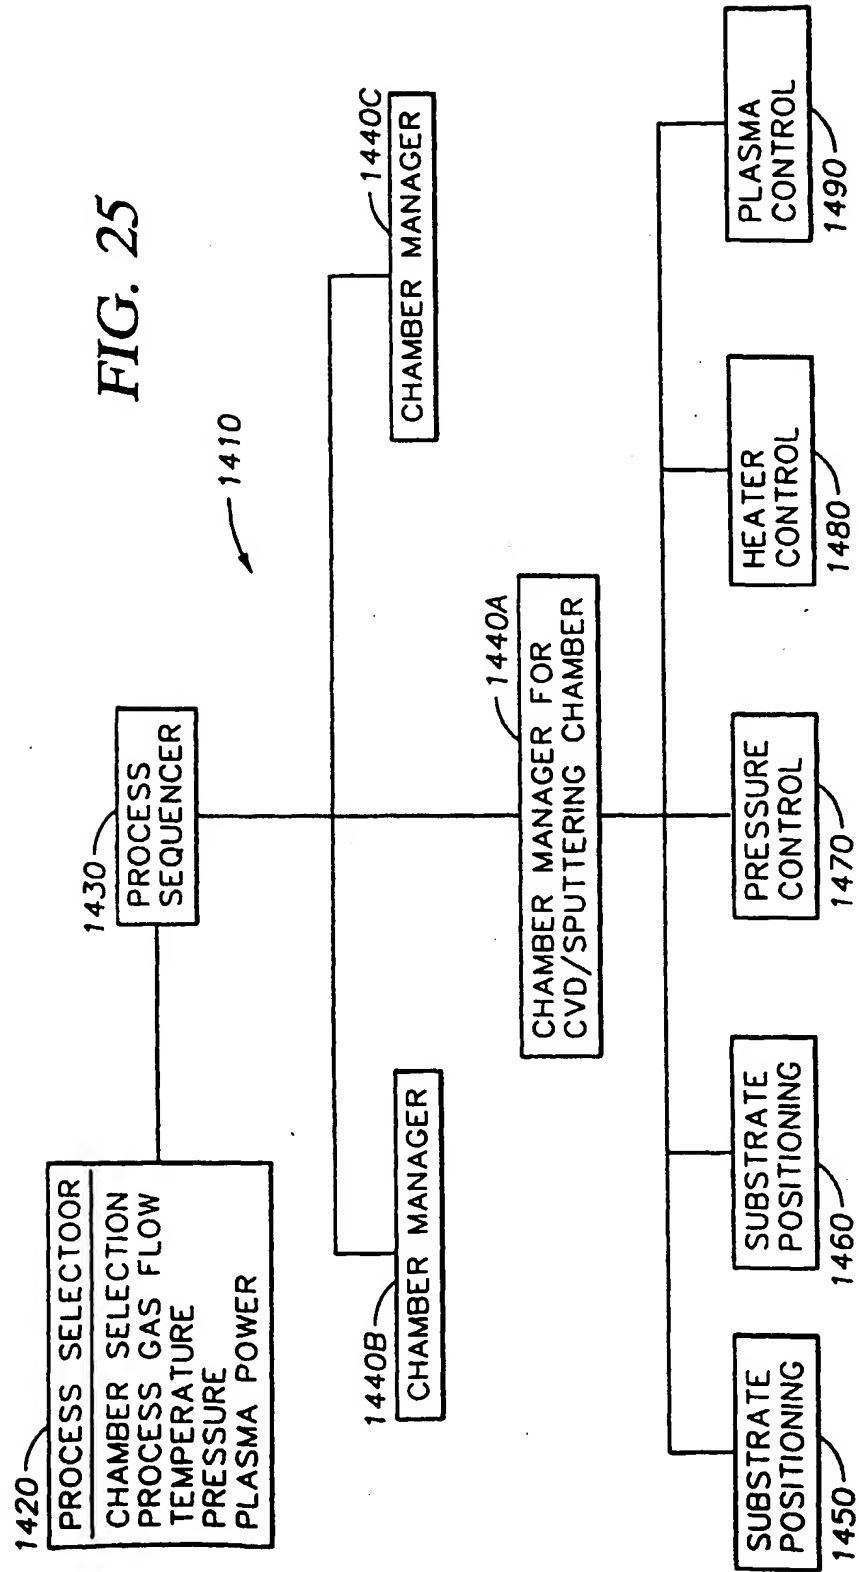 FIG. 25
1410
1420
PROCESS SELECTOOR
CHAMBER SELECTION
PROCESS GAS FLOW
TEMPERATURE
PRESSURE
PLASMA POWER
1430
PROCESS
SEQUENCER
1440B
CHAMBER MANAGER
1440C
CHAMBER MANAGER
1440A
CHAMBER MANAGER FOR
CVD/SPUTTERING CHAMBER
SUBSTRATE
POSITIONING
1450
SUBSTRATE
POSITIONING
1460
PRESSURE
CONTROL
1470
HEATER
CONTROL
1480
PLASMA
CONTROL
1490